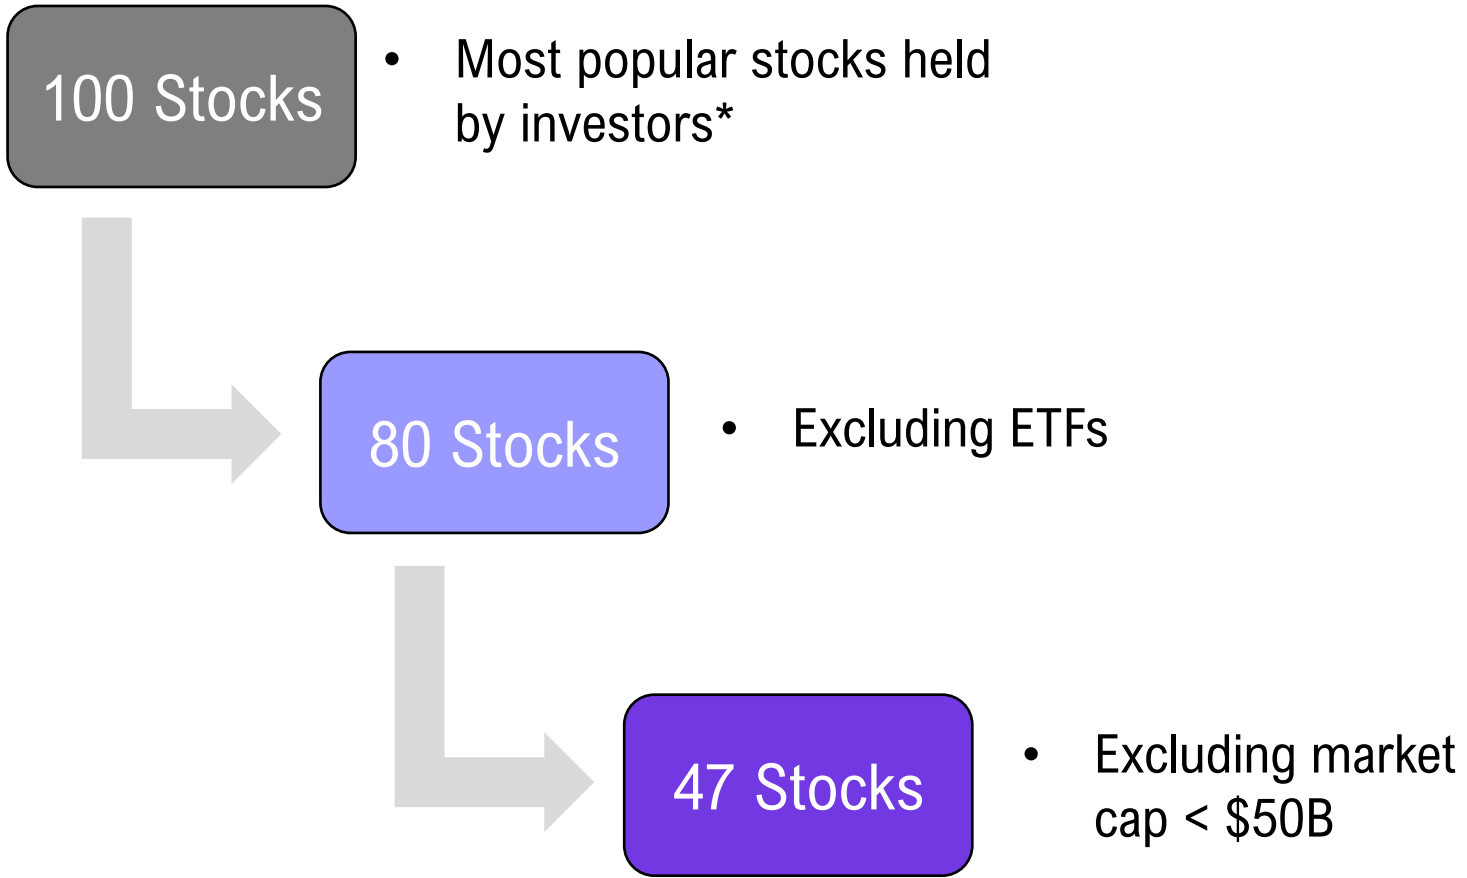 100 Stocks
• Most popular stocks held
by investors*
80 Stocks
• Excluding ETFs
47 Stocks
• Excluding market
cap < $50B